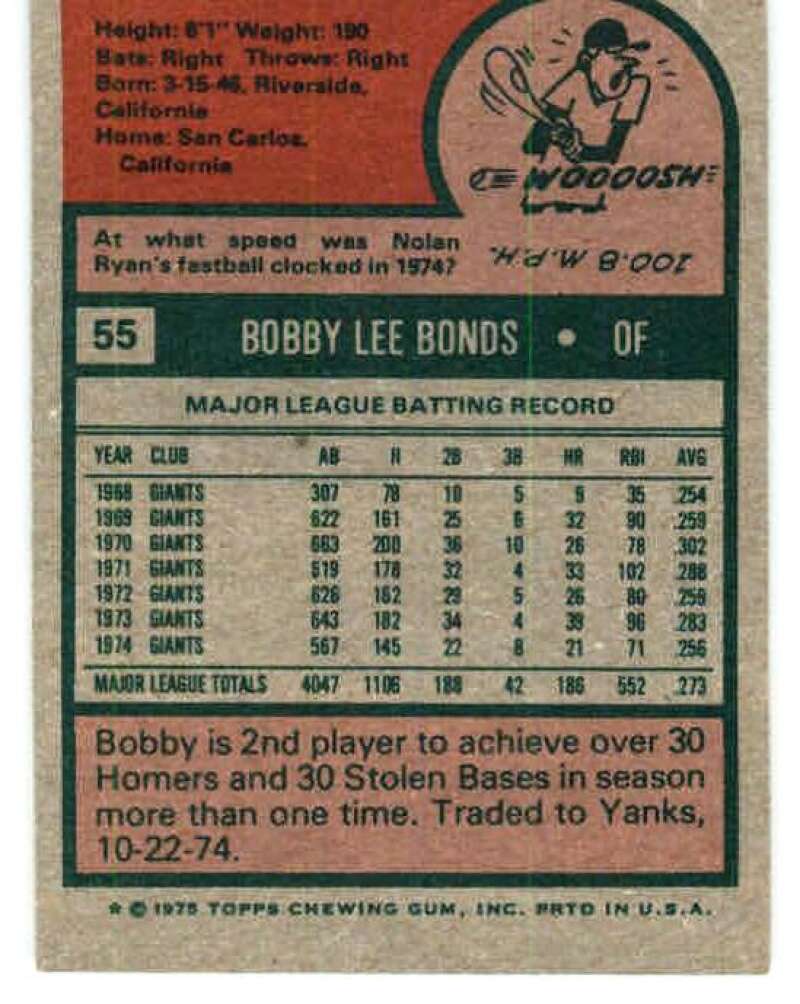 Height: 6'1" Weight: 190
Bats: Right Throws: Right
Born: 3-15-46, Riverside,
California
Home: San Carlos,
California
WOOOOSH
At what speed was Nolan
Ryan's fastball clocked in 1974?
100.8 M.P.H.
55 BOBBY LEE BONDS • OF
MAJOR LEAGUE BATTING RECORD
YEAR CLUB AB H 2B 3B HR RBI AVG
1968 GIANTS 307 78 10 5 9 35 .254
1969 GIANTS 622 161 25 6 32 90 .259
1970 GIANTS 663 200 36 10 26 78 .302
1971 GIANTS 619 178 32 4 33 102 .288
1972 GIANTS 626 162 29 5 26 80 .259
1973 GIANTS 643 182 34 4 39 96 .283
1974 GIANTS 567 145 22 8 21 71 .256
MAJOR LEAGUE TOTALS 4047 1106 188 42 186 552 .273
Bobby is 2nd player to achieve over 30
Homers and 30 Stolen Bases in season
more than one time. Traded to Yanks,
10-22-74.
* © 1975 TOPPS CHEWING GUM, INC. PRTD IN U.S.A.